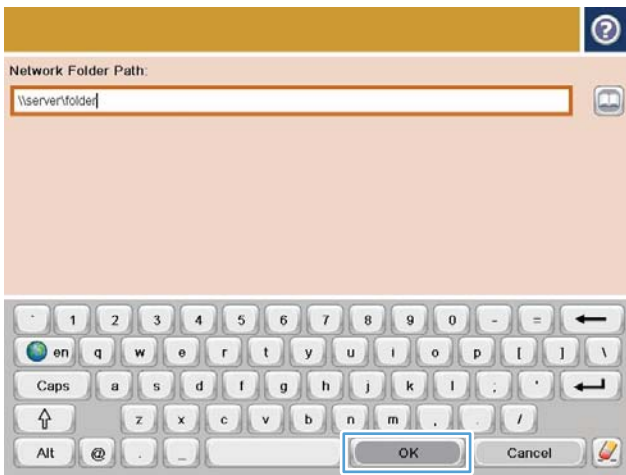 ?
Network Folder Path:
\\server\folder
` 1 2 3 4 5 6 7 8 9 0 - =
en q w e r t y u i o p [ ] \
Caps a s d f g h j k l ; '
z x c v b n m , . /
Alt @ . _ OK Cancel